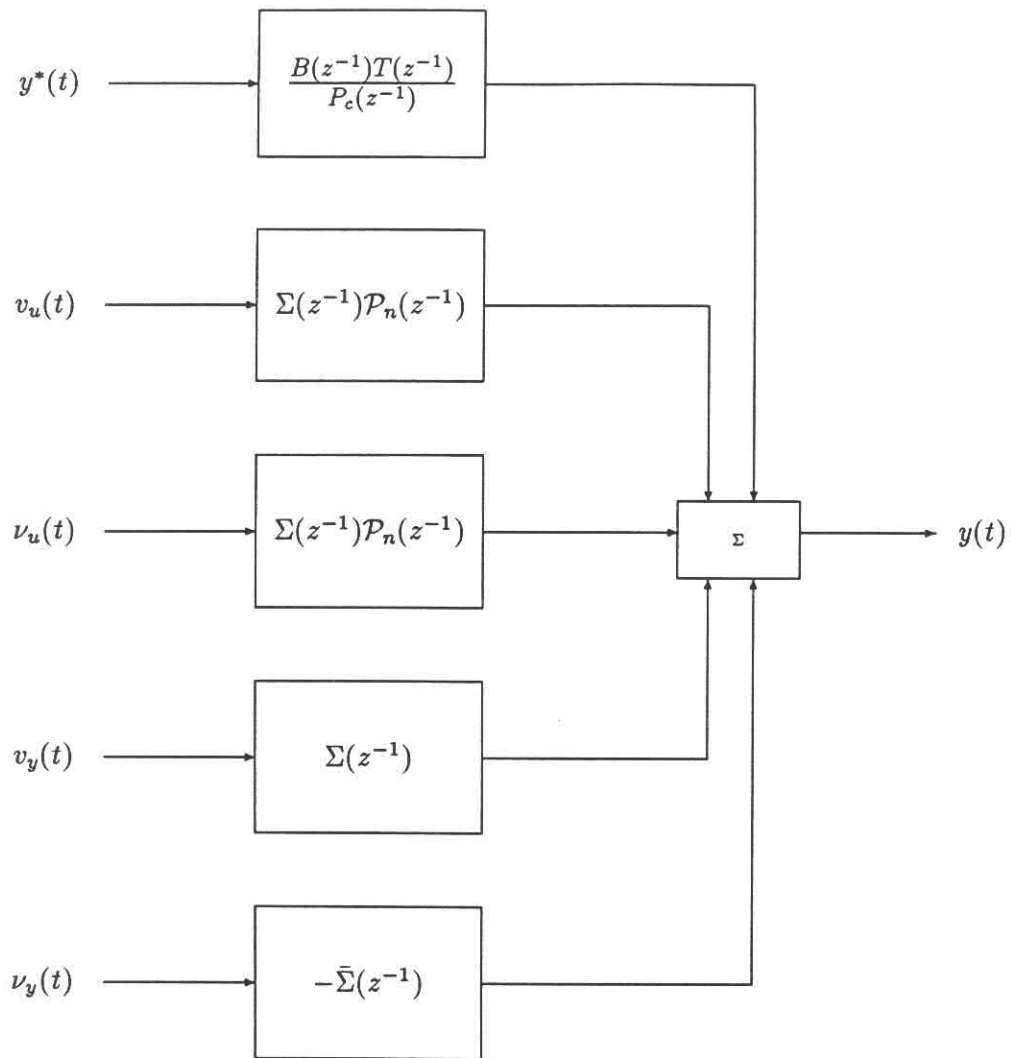 y*(t) B(z⁻¹)T(z⁻¹) / P_c(z⁻¹)
v_u(t) Σ(z⁻¹)𝒫_n(z⁻¹)
ν_u(t) Σ(z⁻¹)𝒫_n(z⁻¹) Σ y(t)
v_y(t) Σ(z⁻¹)
ν_y(t) −Σ̄(z⁻¹)